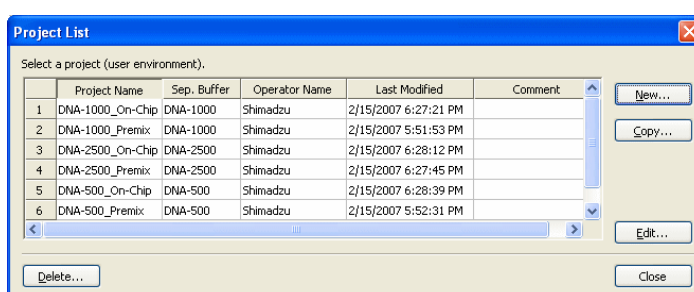 Project List
Select a project (user environment).
Project Name Sep. Buffer Operator Name Last Modified Comment
1 DNA-1000_On-Chip DNA-1000 Shimadzu 2/15/2007 6:27:21 PM
2 DNA-1000_Premix DNA-1000 Shimadzu 2/15/2007 5:51:53 PM
3 DNA-2500_On-Chip DNA-2500 Shimadzu 2/15/2007 6:28:12 PM
4 DNA-2500_Premix DNA-2500 Shimadzu 2/15/2007 6:27:45 PM
5 DNA-500_On-Chip DNA-500 Shimadzu 2/15/2007 6:28:39 PM
6 DNA-500_Premix DNA-500 Shimadzu 2/15/2007 5:52:31 PM
New...
Copy...
Edit...
Delete...
Close